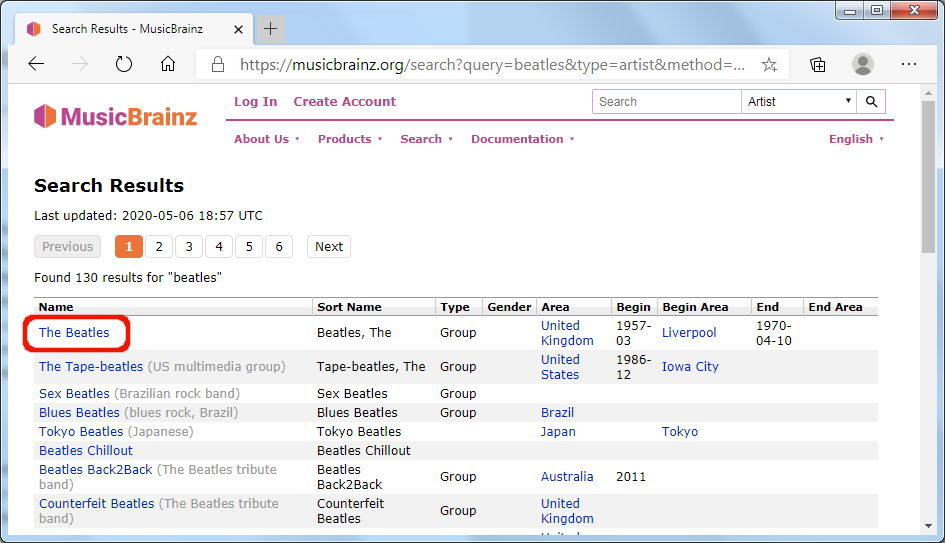 Search Results - MusicBrainz
https://musicbrainz.org/search?query=beatles&type=artist&method=...
MusicBrainz
Log In Create Account
Search Artist
About Us Products Search Documentation English
Search Results
Last updated: 2020-05-06 18:57 UTC
Previous 1 2 3 4 5 6 Next
Found 130 results for "beatles"
Name Sort Name Type Gender Area Begin Begin Area End End Area
The Beatles Beatles, The Group United Kingdom 1957-03 Liverpool 1970-04-10
The Tape-beatles (US multimedia group) Tape-beatles, The Group United States 1986-12 Iowa City
Sex Beatles (Brazilian rock band) Sex Beatles Group
Blues Beatles (blues rock, Brazil) Blues Beatles Group Brazil
Tokyo Beatles (Japanese) Tokyo Beatles Japan Tokyo
Beatles Chillout Beatles Chillout
Beatles Back2Back (The Beatles tribute band) Beatles Back2Back Group Australia 2011
Counterfeit Beatles (The Beatles tribute band) Counterfeit Beatles Group United Kingdom